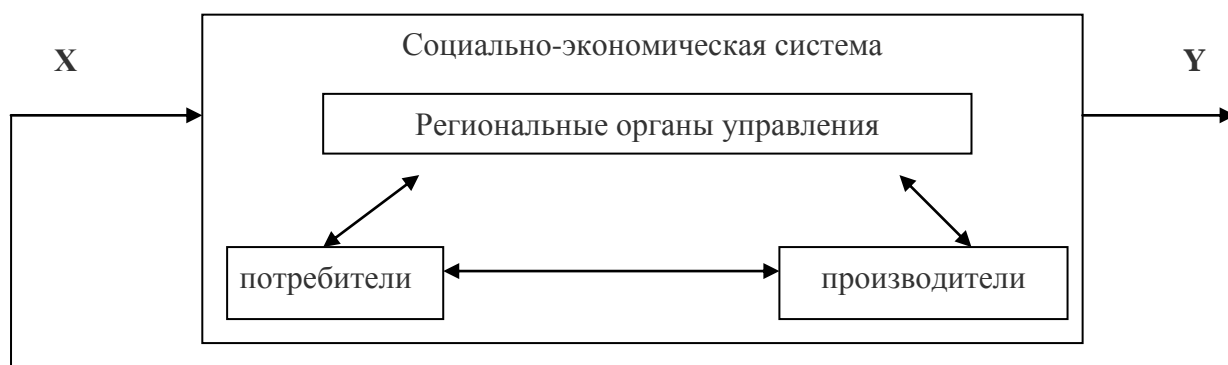 Социально-экономическая система
X
Y
Региональные органы управления
потребители
производители